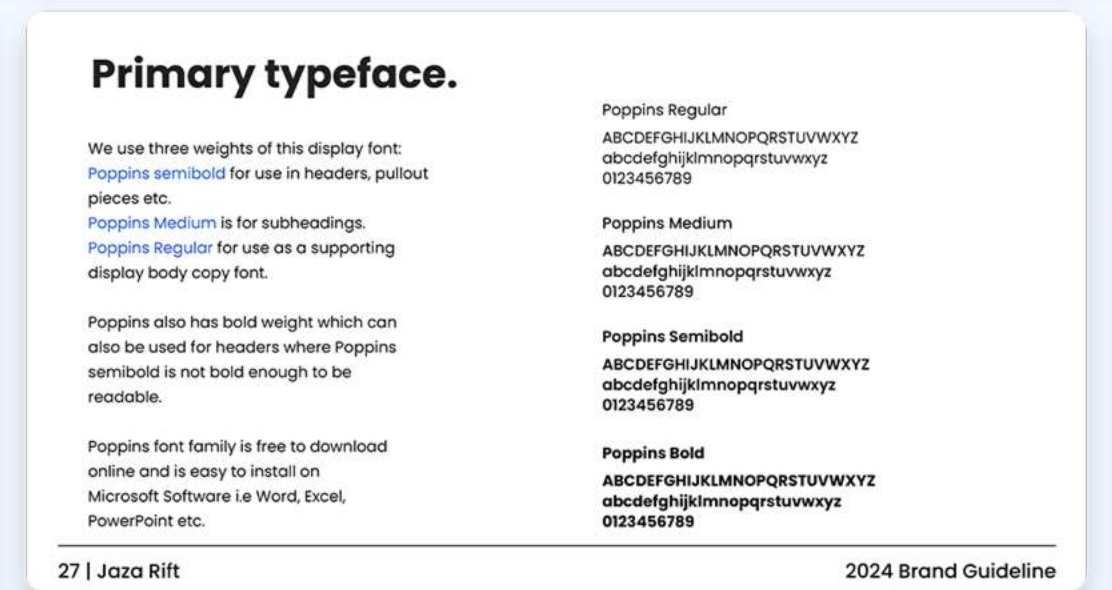 Primary typeface.
We use three weights of this display font:
Poppins semibold for use in headers, pullout
pieces etc.
Poppins Medium is for subheadings.
Poppins Regular for use as a supporting
display body copy font.
Poppins also has bold weight which can
also be used for headers where Poppins
semibold is not bold enough to be
readable.
Poppins font family is free to download
online and is easy to install on
Microsoft Software i.e Word, Excel,
PowerPoint etc.
Poppins Regular
ABCDEFGHIJKLMNOPQRSTUVWXYZ
abcdefghijklmnopqrstuvwxyz
0123456789
Poppins Medium
ABCDEFGHIJKLMNOPQRSTUVWXYZ
abcdefghijklmnopqrstuvwxyz
0123456789
Poppins Semibold
ABCDEFGHIJKLMNOPQRSTUVWXYZ
abcdefghijklmnopqrstuvwxyz
0123456789
Poppins Bold
ABCDEFGHIJKLMNOPQRSTUVWXYZ
abcdefghijklmnopqrstuvwxyz
0123456789
27 | Jaza Rift
2024 Brand Guideline